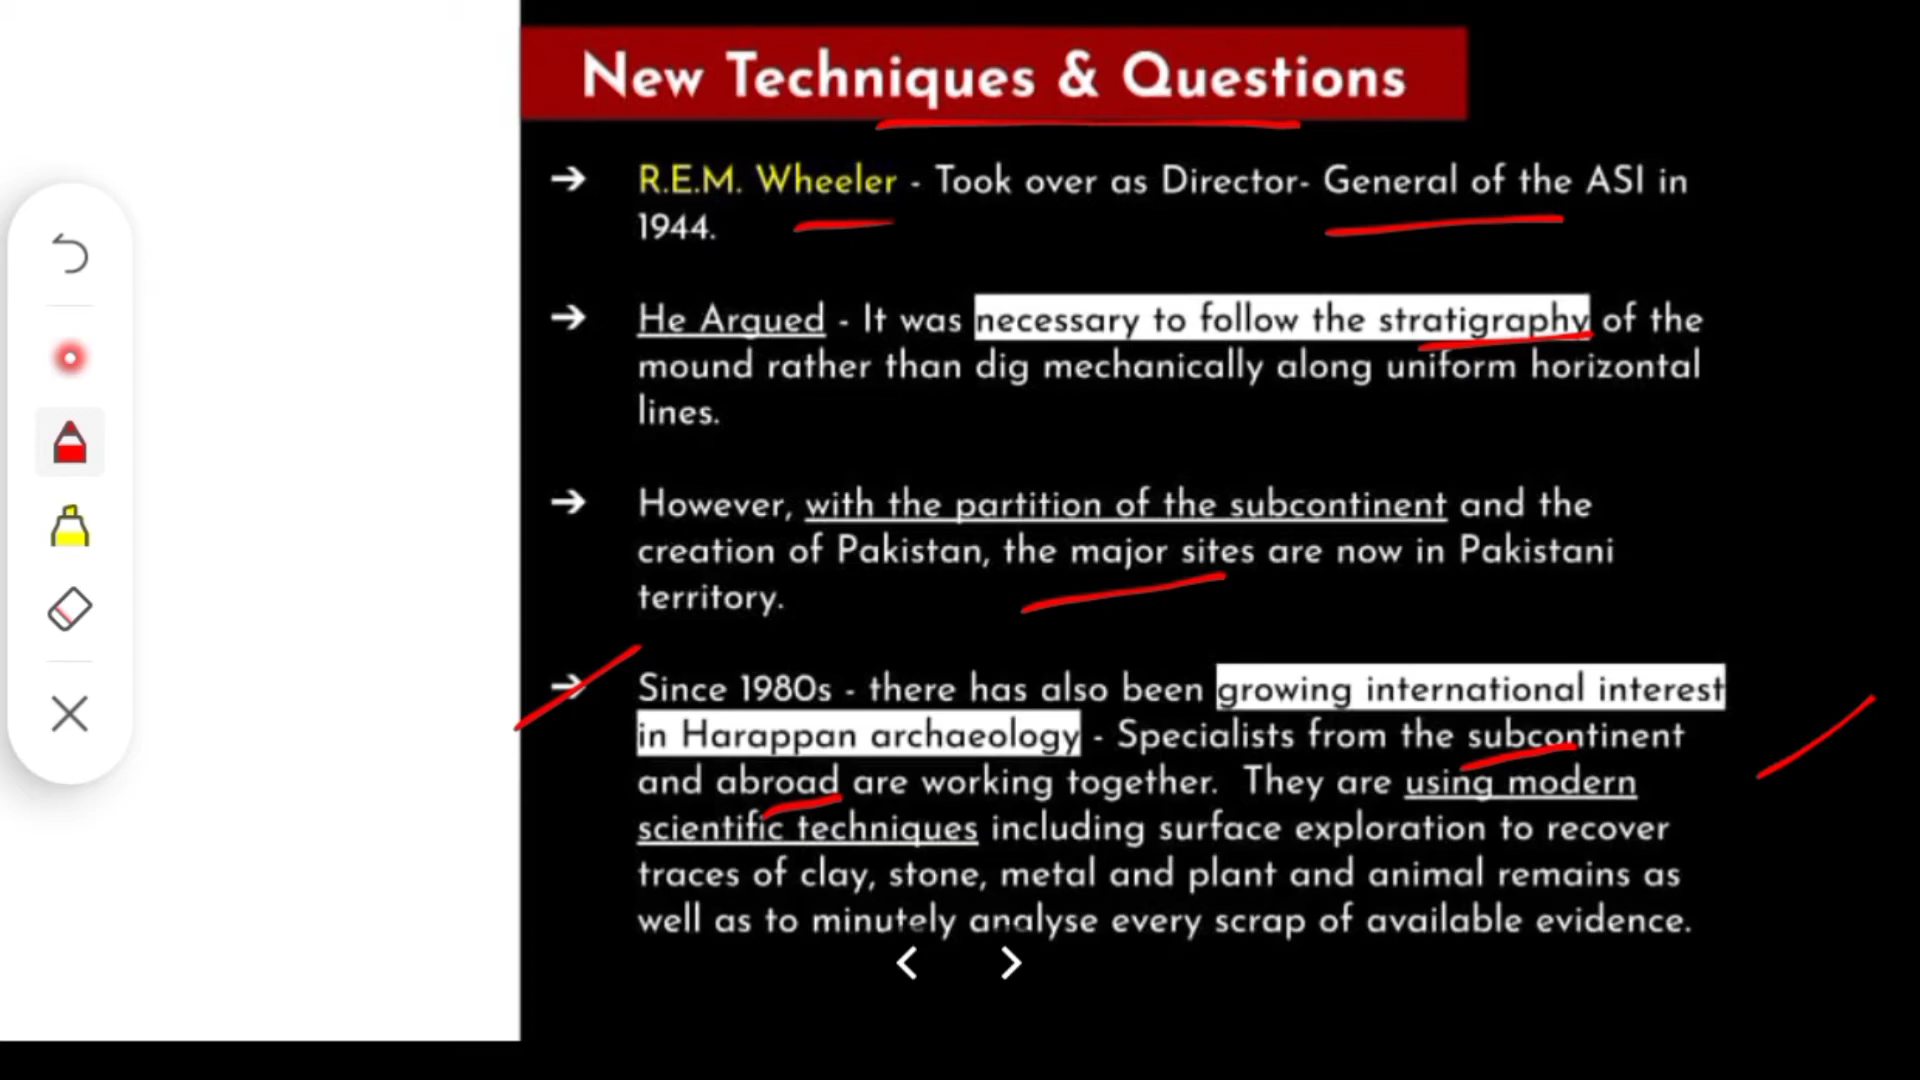 New Techniques & Questions
➔ R.E.M. Wheeler - Took over as Director- General of the ASI in
1944.
➔ He Argued - It was necessary to follow the stratigraphy of the
mound rather than dig mechanically along uniform horizontal
lines.
➔ However, with the partition of the subcontinent and the
creation of Pakistan, the major sites are now in Pakistani
territory.
➔ Since 1980s - there has also been growing international interest
in Harappan archaeology - Specialists from the subcontinent
and abroad are working together. They are using modern
scientific techniques including surface exploration to recover
traces of clay, stone, metal and plant and animal remains as
well as to minutely analyse every scrap of available evidence.